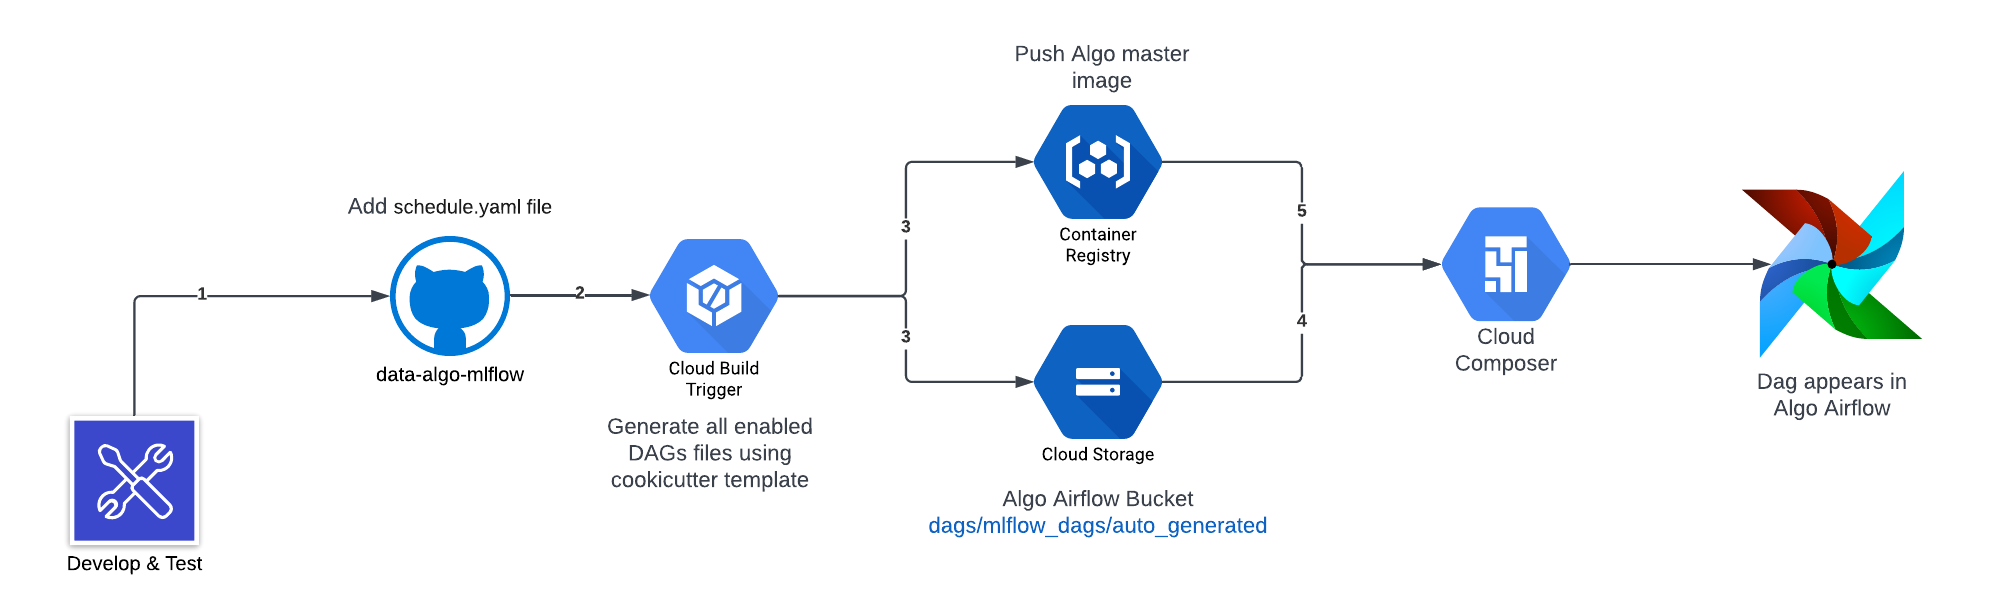 Push Algo master
image
Add schedule.yaml file
1
2
3
3
5
4
Container
Registry
data-algo-mlflow
Cloud Build
Trigger
Generate all enabled
DAGs files using
cookicutter template
Cloud Storage
Algo Airflow Bucket
dags/mlflow_dags/auto_generated
Cloud
Composer
Dag appears in
Algo Airflow
Develop & Test